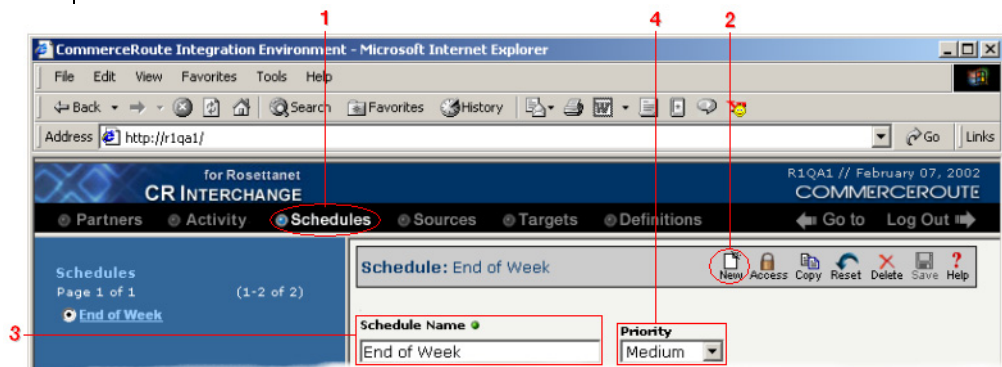 1 4 2
CommerceRoute Integration Environment - Microsoft Internet Explorer
File Edit View Favorites Tools Help
Back Search Favorites History
Address http://r1qa1/ Go Links
for Rosettanet
CR INTERCHANGE
R1QA1 // February 07, 2002
COMMERCEROUTE
Partners Activity Schedules Sources Targets Definitions Go to Log Out
Schedules
Page 1 of 1 (1-2 of 2)
End of Week
Schedule: End of Week
New Access Copy Reset Delete Save Help
3
Schedule Name
End of Week
Priority
Medium